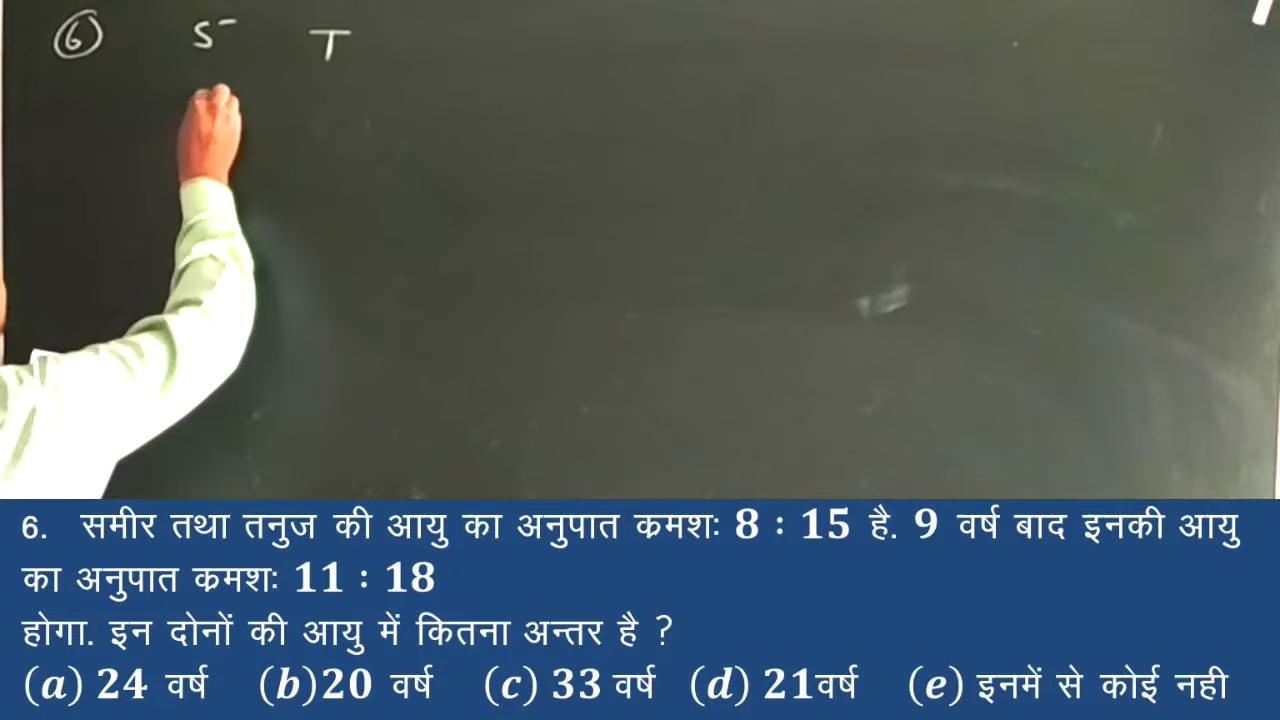 6 S T
6. समीर तथा तनुज की आयु का अनुपात क्रमशः 8 : 15 है. 9 वर्ष बाद इनकी आयु
का अनुपात क्रमशः 11 : 18
होगा. इन दोनों की आयु में कितना अन्तर है ?
(a) 24 वर्ष (b)20 वर्ष (c) 33 वर्ष (d) 21वर्ष (e) इनमें से कोई नही